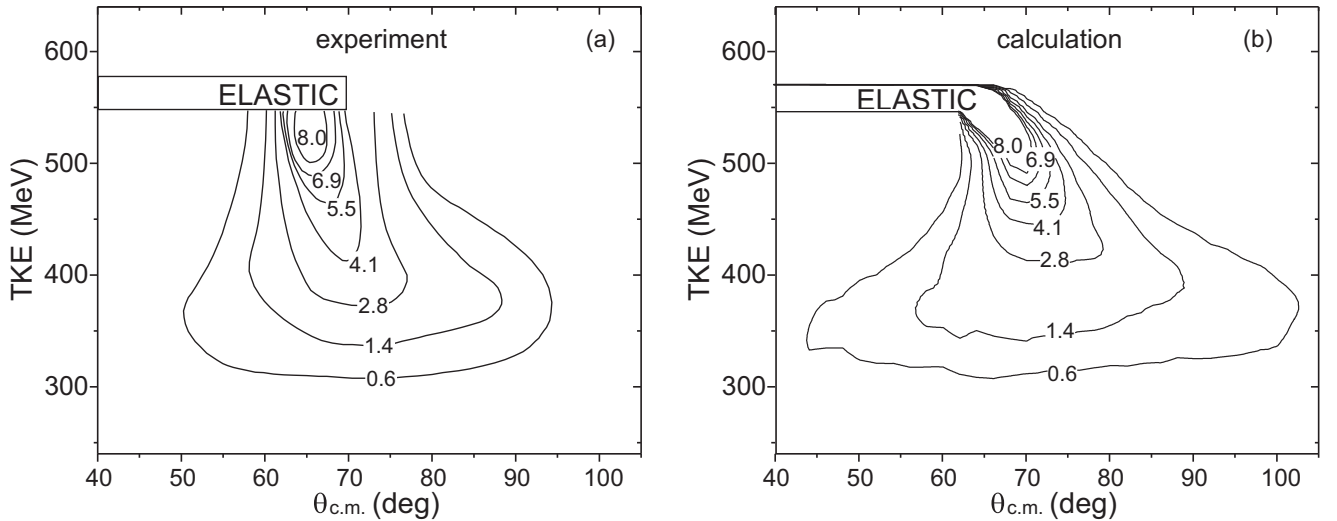 experiment (a)
600
ELASTIC
8.0
500
6.9
5.5
4.1
400
2.8
1.4
0.6
300
TKE (MeV)
40 50 60 70 80 90 100
θc.m. (deg)
calculation (b)
600
ELASTIC
8.0
6.9
500
5.5
4.1
2.8
400
1.4
0.6
300
TKE (MeV)
40 50 60 70 80 90 100
θc.m. (deg)